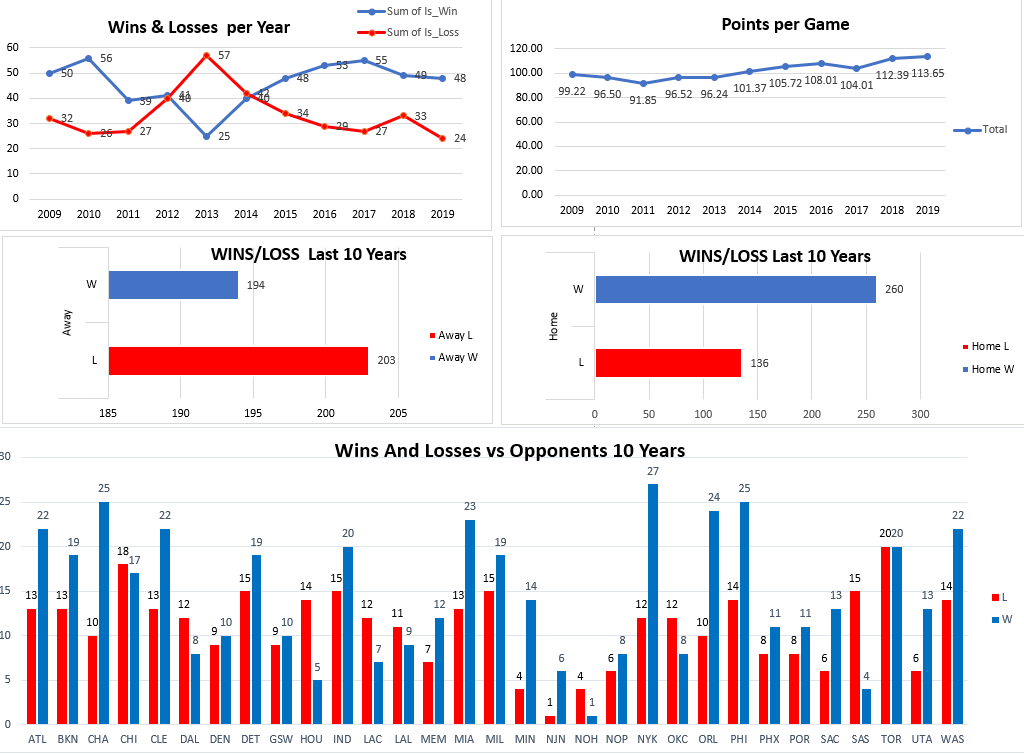 Wins & Losses  per Year
Sum of Is_Win
Sum of Is_Loss
60
50
40
30
20
10
0
50 56 39 41 25 40 48 53 55 49 48
32 26 27 40 57 42 34 29 27 33 24
2009 2010 2011 2012 2013 2014 2015 2016 2017 2018 2019
Points per Game
120.00
100.00
80.00
60.00
40.00
20.00
0.00
99.22 96.50 91.85 96.52 96.24 101.37 105.72 108.01 104.01 112.39 113.65
Total
2009 2010 2011 2012 2013 2014 2015 2016 2017 2018 2019
WINS/LOSS  Last 10 Years
Away
W 194
L 203
Away L
Away W
185 190 195 200 205
WINS/LOSS Last 10 Years
Home
W 260
L 136
Home L
Home W
0 50 100 150 200 250 300
Wins And Losses vs Opponents 10 Years
30
25
20
15
10
5
0
13 22 13 19 10 25 18 17 13 22 12 8 9 10 15 19 9 10 14 5 15 20 12 7 11 9 7 12 13 23 15 19 4 14 1 6 4 1 6 8 12 27 12 8 10 24 14 25 8 11 8 11 6 13 15 4 20 20 6 13 14 22
L
W
ATL BKN CHA CHI CLE DAL DEN DET GSW HOU IND LAC LAL MEM MIA MIL MIN NJN NOH NOP NYK OKC ORL PHI PHX POR SAC SAS TOR UTA WAS